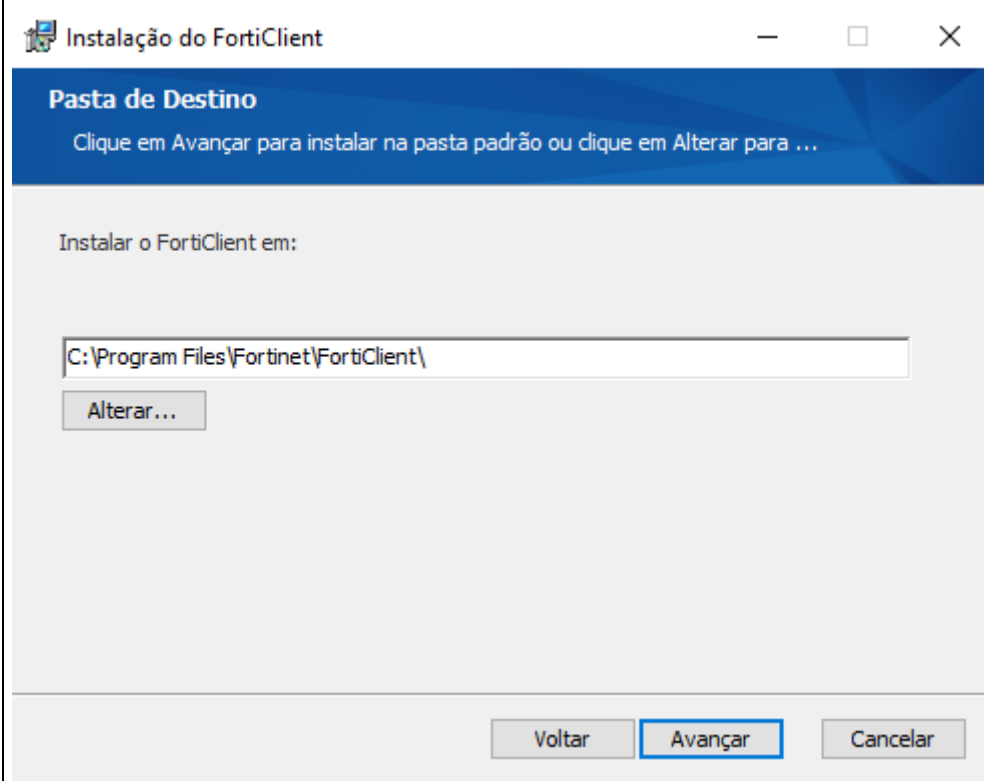 Instalação do FortiClient
Pasta de Destino
Clique em Avançar para instalar na pasta padrão ou clique em Alterar para ...
Instalar o FortiClient em:
C:\Program Files\Fortinet\FortiClient\
Alterar...
Voltar
Avançar
Cancelar